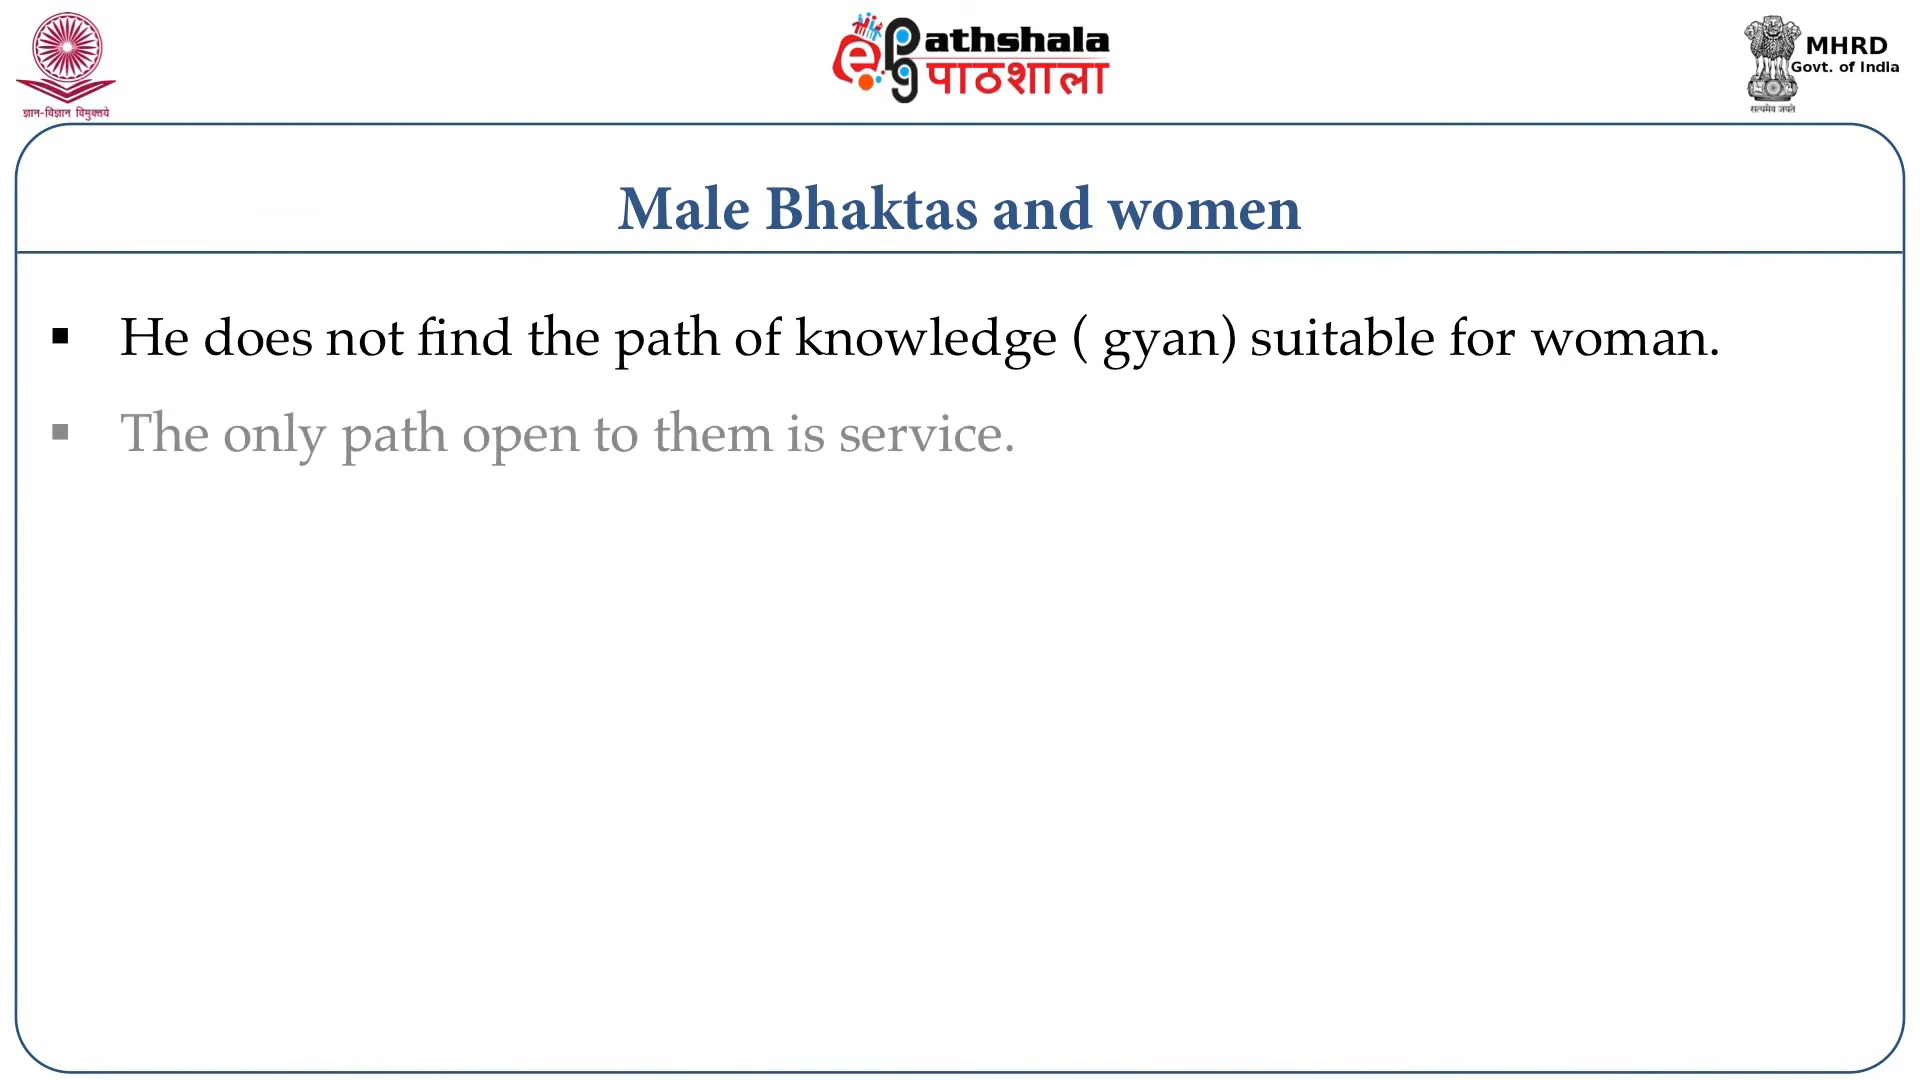 ज्ञान-विज्ञान विमुक्तये
e Pathshala
पाठशाला
MHRD
Govt. of India
सत्यमेव जयते
Male Bhaktas and women
▪ He does not find the path of knowledge ( gyan) suitable for woman.
▪ The only path open to them is service.